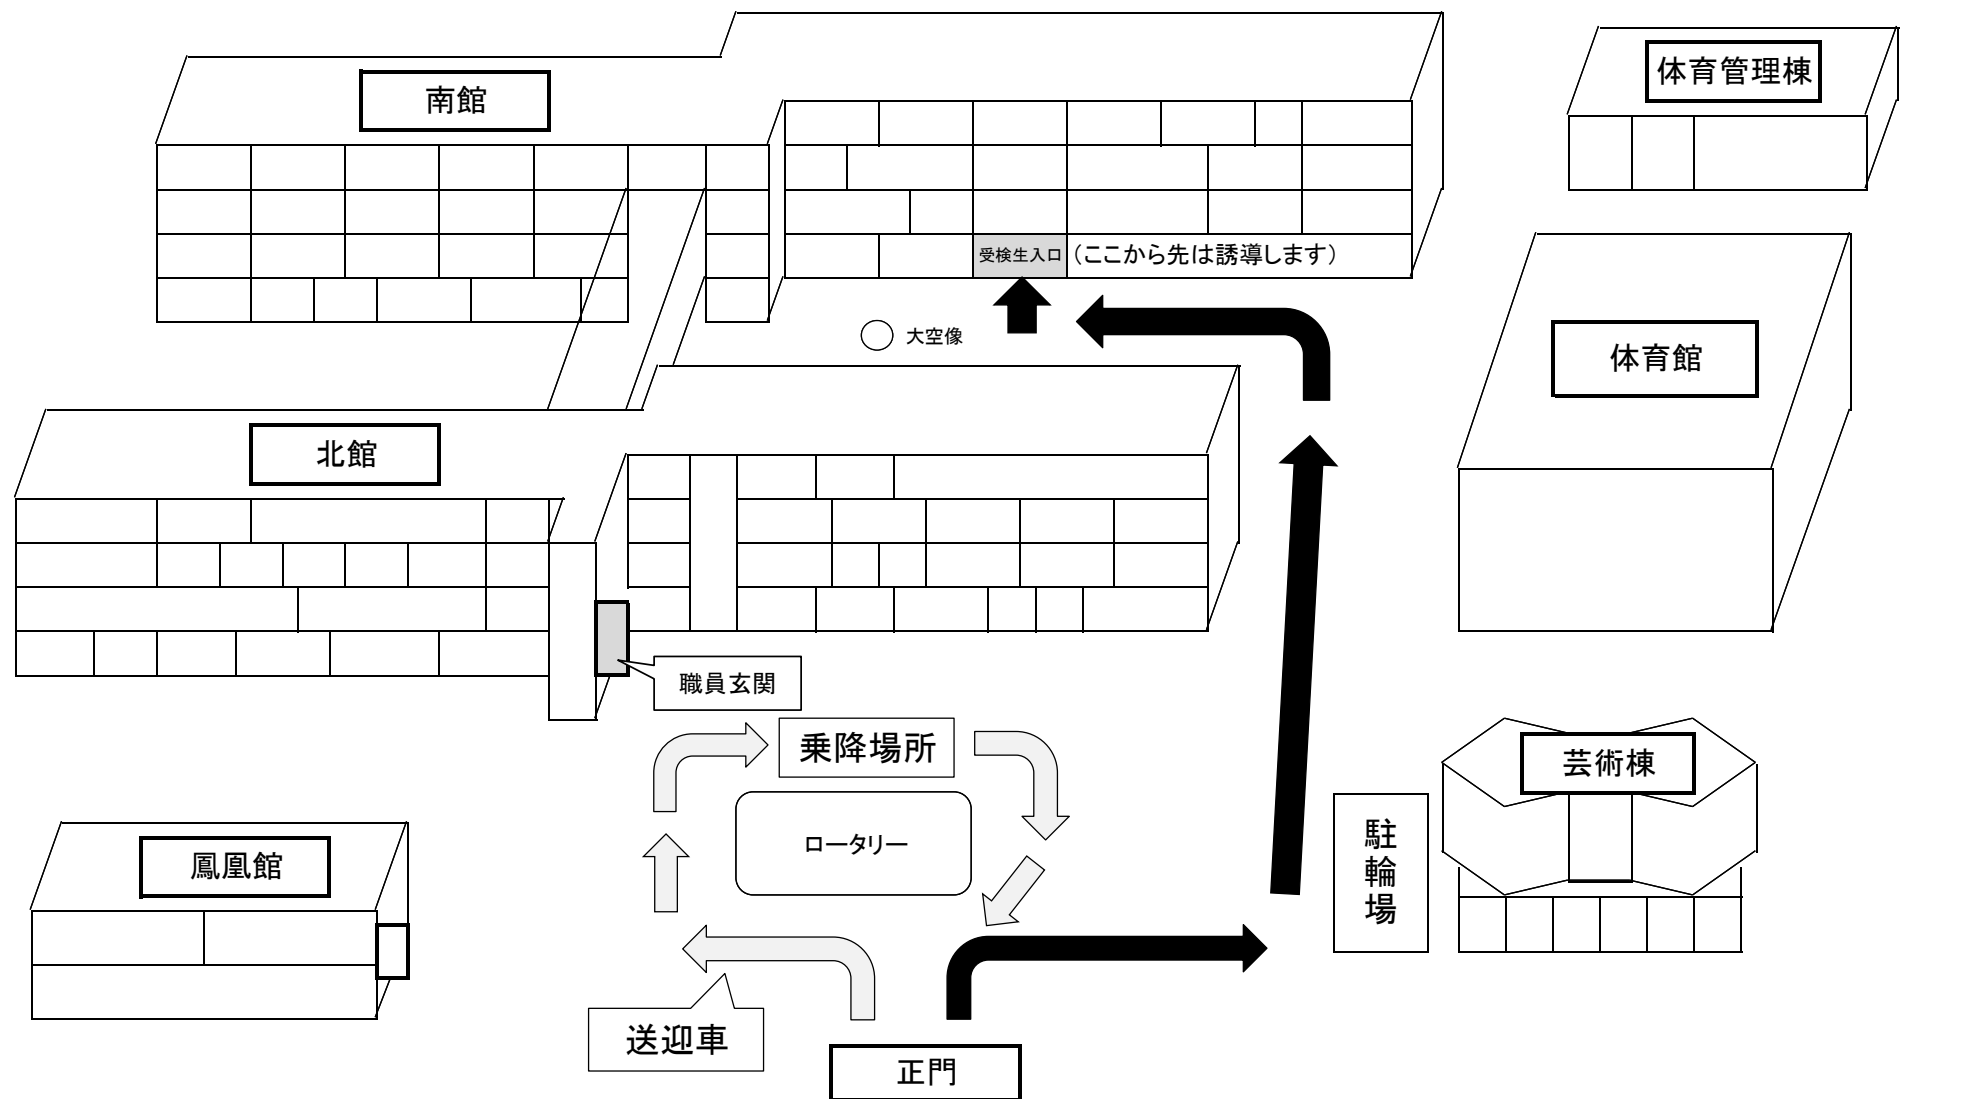 体育管理棟
南館
受検生入口
（ここから先は誘導します）
大空像
体育館
北館
職員玄関
乗降場所
芸術棟
駐輪場
ロータリー
鳳凰館
送迎車
正門